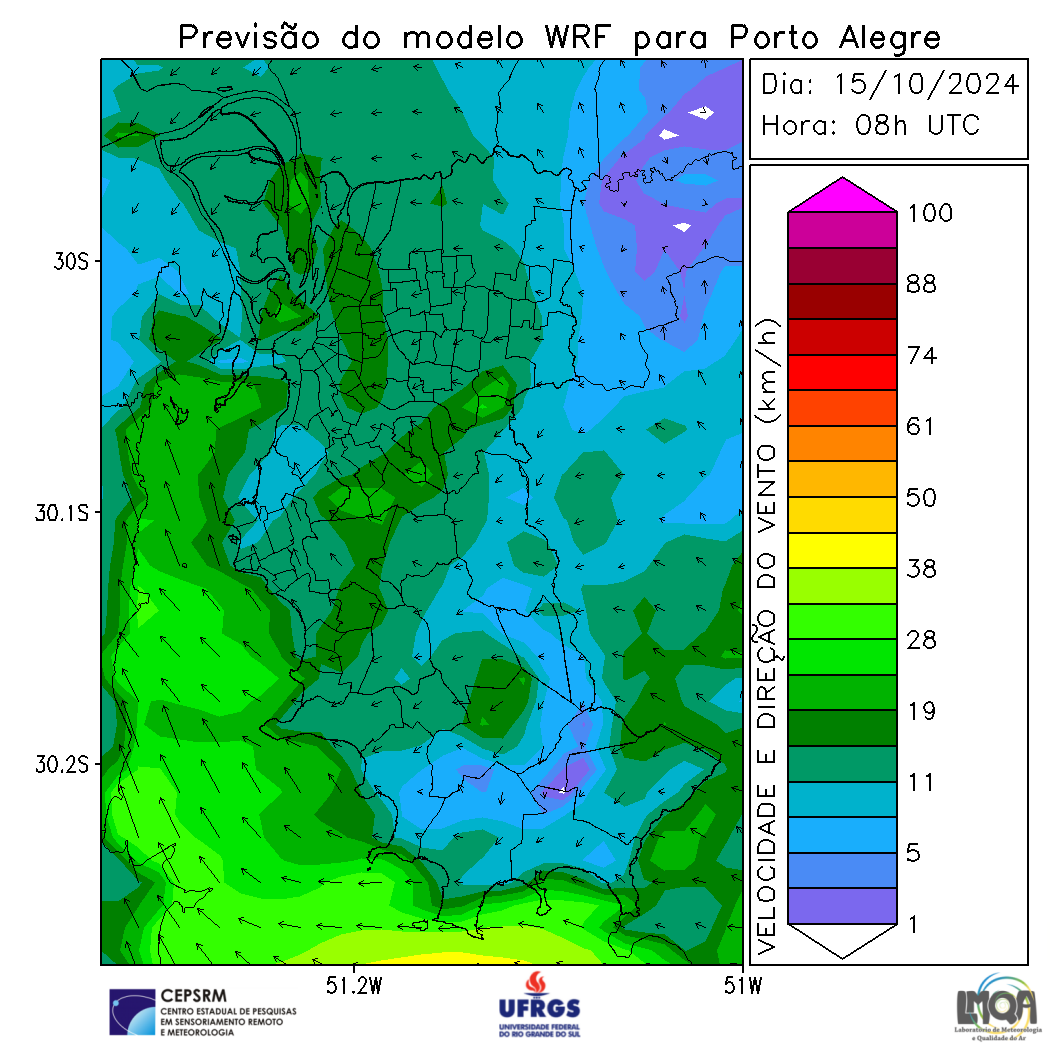 Previsão do modelo WRF para Porto Alegre
Dia: 15/10/2024
Hora: 08h UTC
30S
30.1S
30.2S
51.2W
51W
VELOCIDADE E DIREÇÃO DO VENTO (km/h)
100
88
74
61
50
38
28
19
11
5
1
CEPSRM
CENTRO ESTADUAL DE PESQUISAS
EM SENSORIAMENTO REMOTO
E METEOROLOGIA
UFRGS
UNIVERSIDADE FEDERAL
DO RIO GRANDE DO SUL
LMQA
Laboratório de Meteorologia
e Qualidade do Ar